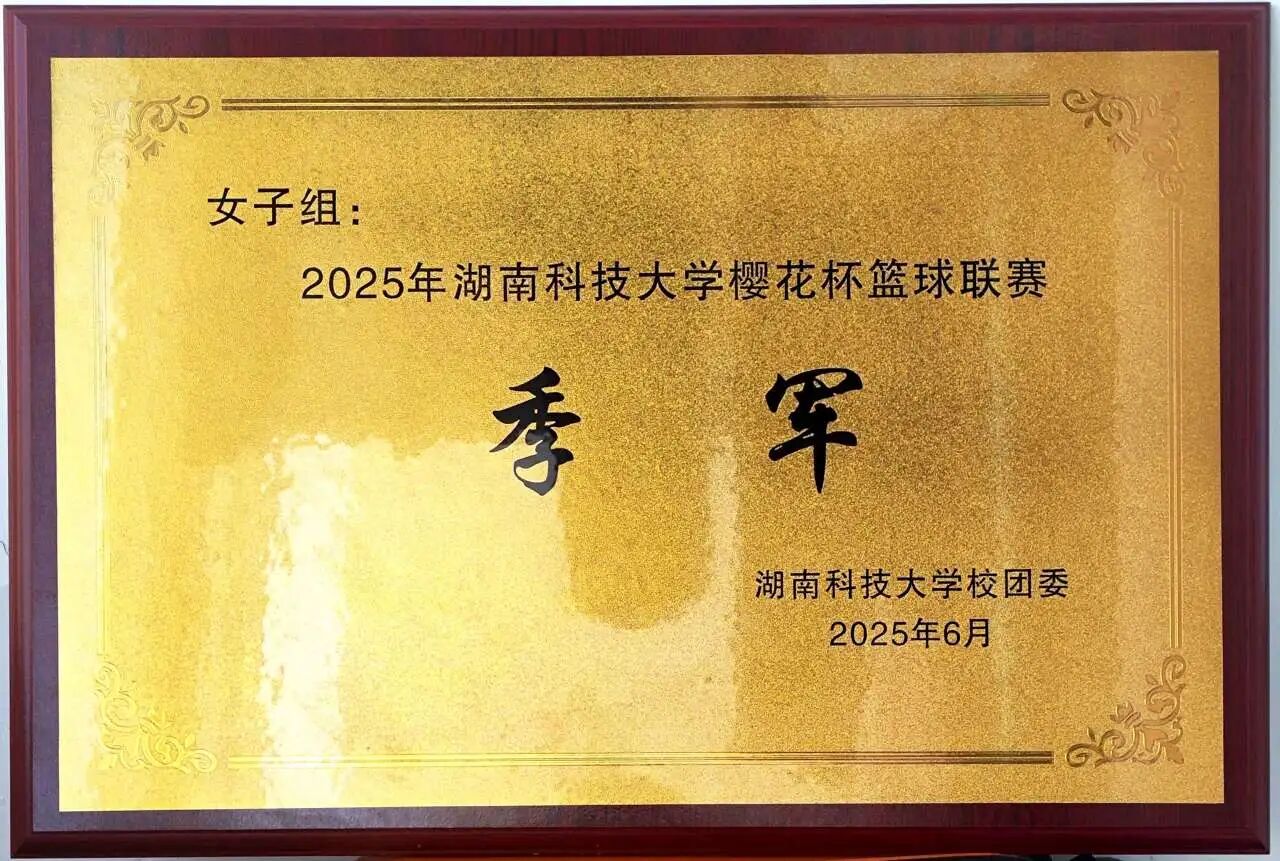 女子组：
2025年湖南科技大学樱花杯篮球联赛
季 军
湖南科技大学校团委
2025年6月